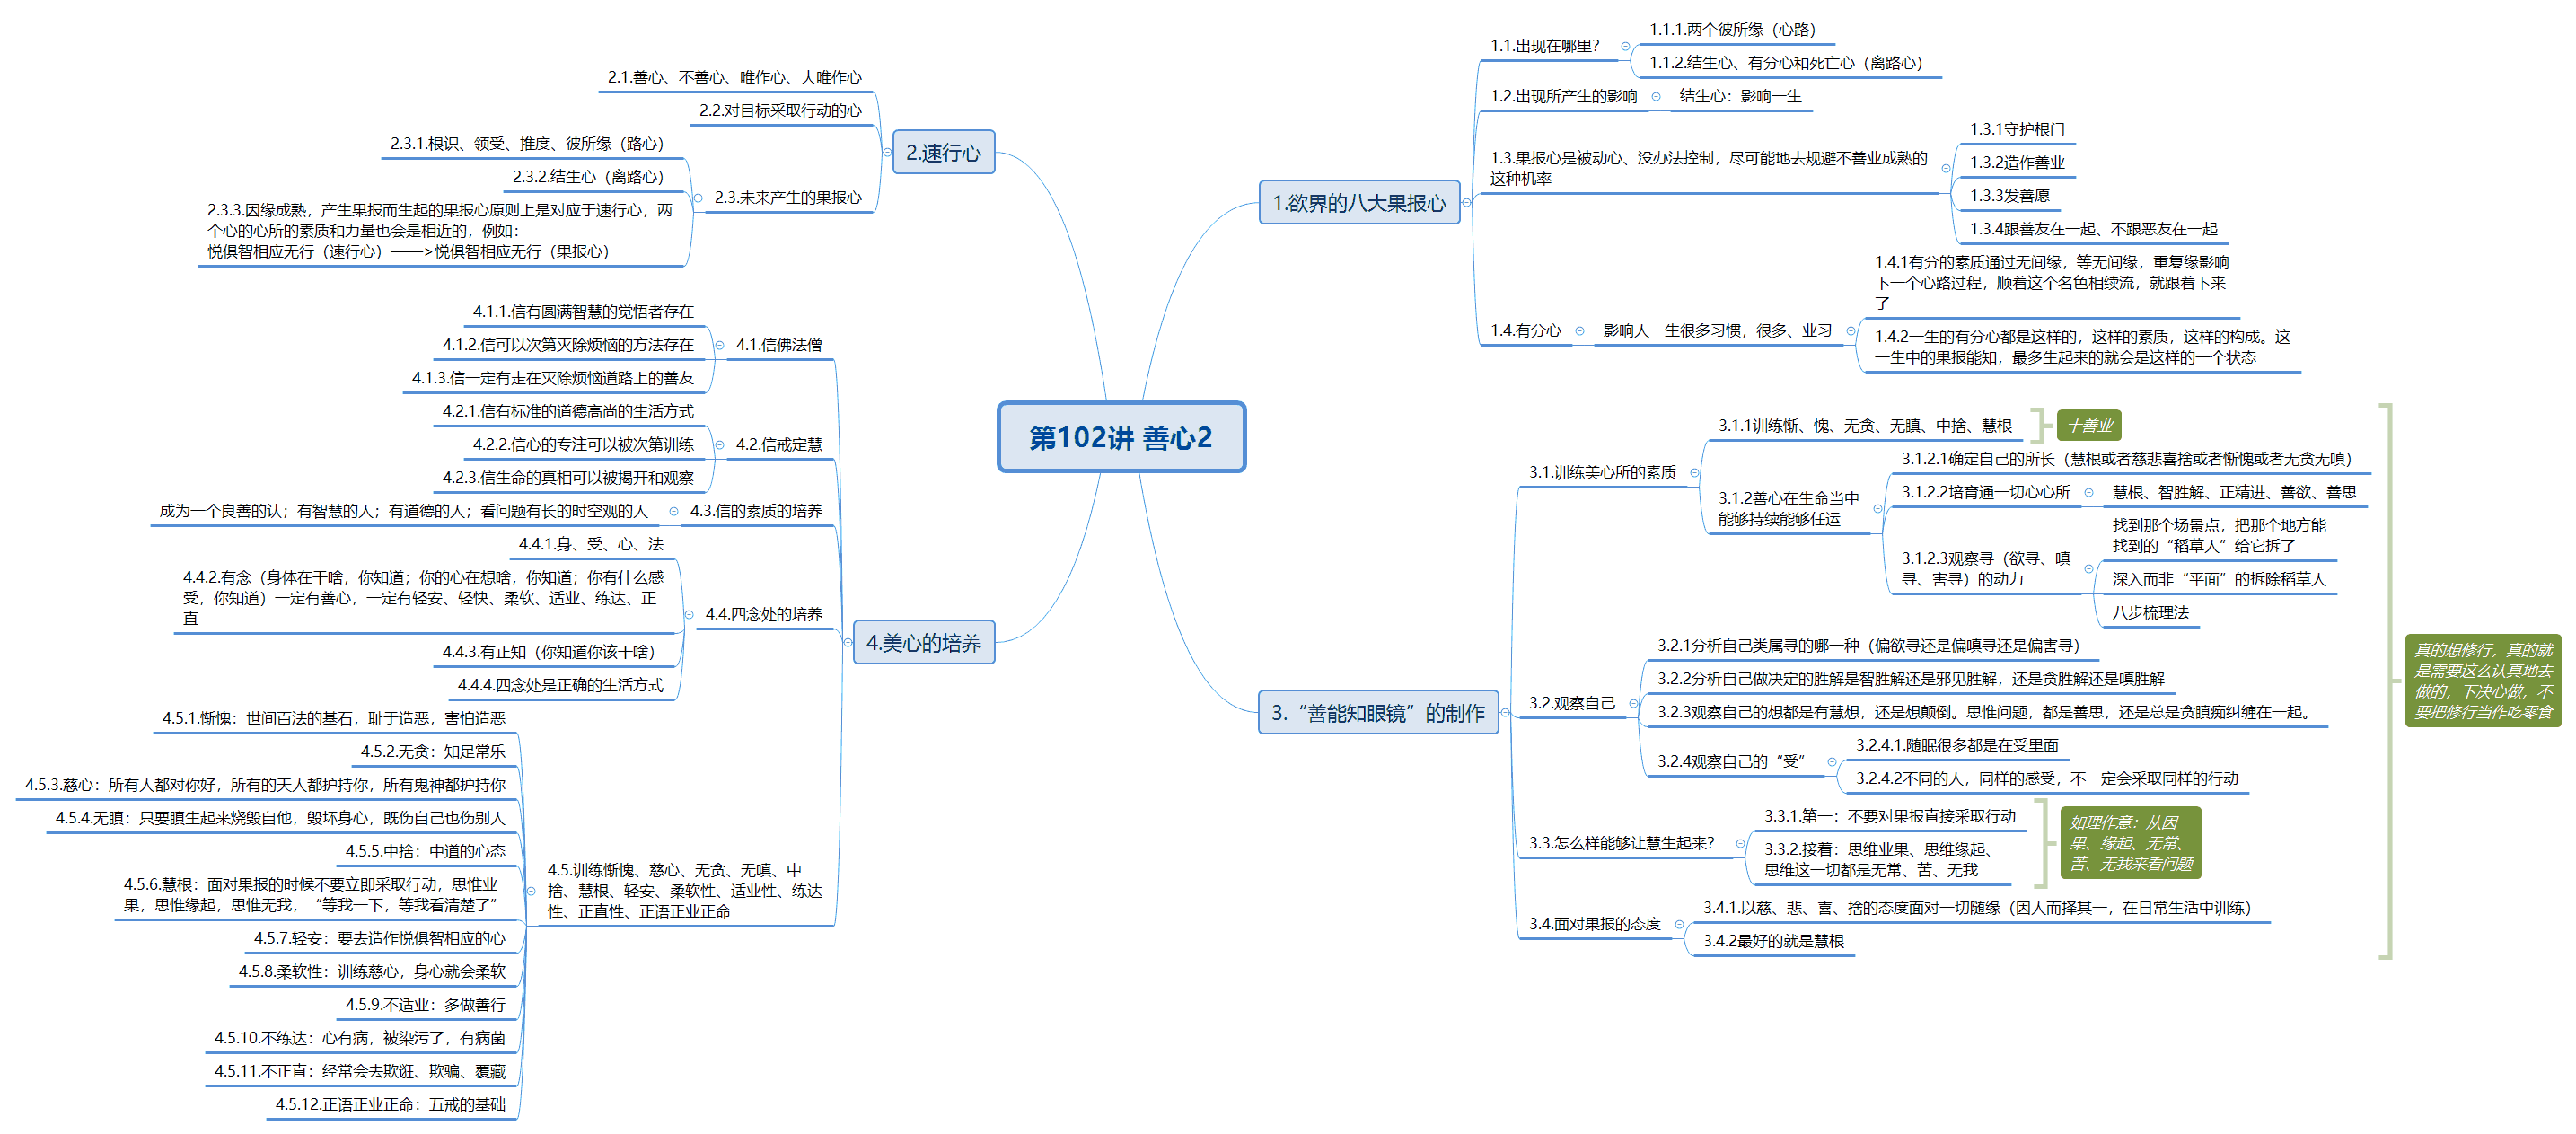 第102讲 善心2
1.欲界的八大果报心
1.1.出现在哪里？
1.1.1.两个彼所缘（心路）
1.1.2.结生心、有分心和死亡心（离路心）
1.2.出现所产生的影响
结生心：影响一生
1.3.果报心是被动心、没办法控制，尽可能地去规避不善业成熟的
这种机率
1.3.1守护根门
1.3.2造作善业
1.3.3发善愿
1.3.4跟善友在一起、不跟恶友在一起
1.4.有分心
影响人一生很多习惯，很多、业习
1.4.1有分的素质通过无间缘，等无间缘，重复缘影响
下一个心路过程，顺着这个名色相续流，就跟着下来
了
1.4.2一生的有分心都是这样的，这样的素质，这样的构成。这
一生中的果报能知，最多生起来的就会是这样的一个状态
2.速行心
2.1.善心、不善心、唯作心、大唯作心
2.2.对目标采取行动的心
2.3.未来产生的果报心
2.3.1.根识、领受、推度、彼所缘（路心）
2.3.2.结生心（离路心）
2.3.3.因缘成熟，产生果报而生起的果报心原则上是对应于速行心，两
个心的心所的素质和力量也会是相近的，例如：
悦俱智相应无行（速行心）——>悦俱智相应无行（果报心）
3.“善能知眼镜”的制作
3.1.训练美心所的素质
3.1.1训练惭、愧、无贪、无瞋、中捨、慧根
十善业
3.1.2善心在生命当中
能够持续能够任运
3.1.2.1确定自己的所长（慧根或者慈悲喜捨或者惭愧或者无贪无嗔）
3.1.2.2培育通一切心心所
慧根、智胜解、正精进、善欲、善思
3.1.2.3观察寻（欲寻、嗔
寻、害寻）的动力
找到那个场景点，把那个地方能
找到的“稻草人”给它拆了
深入而非“平面”的拆除稻草人
八步梳理法
3.2.观察自己
3.2.1分析自己类属寻的哪一种（偏欲寻还是偏嗔寻还是偏害寻）
3.2.2分析自己做决定的胜解是智胜解还是邪见胜解，还是贪胜解还是嗔胜解
3.2.3观察自己的想都是有慧想，还是想颠倒。思惟问题，都是善思，还是总是贪瞋痴纠缠在一起。
3.2.4观察自己的“受”
3.2.4.1.随眠很多都是在受里面
3.2.4.2不同的人，同样的感受，不一定会采取同样的行动
3.3.怎么样能够让慧生起来？
3.3.1.第一：不要对果报直接采取行动
3.3.2.接着：思维业果、思维缘起、
思维这一切都是无常、苦、无我
如理作意：从因
果、缘起、无常、
苦、无我来看问题
3.4.面对果报的态度
3.4.1.以慈、悲、喜、捨的态度面对一切随缘（因人而择其一，在日常生活中训练）
3.4.2最好的就是慧根
真的想修行，真的就
是需要这么认真地去
做的，下决心做，不
要把修行当作吃零食
4.美心的培养
4.1.信佛法僧
4.1.1.信有圆满智慧的觉悟者存在
4.1.2.信可以次第灭除烦恼的方法存在
4.1.3.信一定有走在灭除烦恼道路上的善友
4.2.信戒定慧
4.2.1.信有标准的道德高尚的生活方式
4.2.2.信心的专注可以被次第训练
4.2.3.信生命的真相可以被揭开和观察
4.3.信的素质的培养
成为一个良善的认；有智慧的人；有道德的人；看问题有长的时空观的人
4.4.四念处的培养
4.4.1.身、受、心、法
4.4.2.有念（身体在干啥，你知道；你的心在想啥，你知道；你有什么感
受，你知道）一定有善心，一定有轻安、轻快、柔软、适业、练达、正
直
4.4.3.有正知（你知道你该干啥）
4.4.4.四念处是正确的生活方式
4.5.训练惭愧、慈心、无贪、无嗔、中
捨、慧根、轻安、柔软性、适业性、练达
性、正直性、正语正业正命
4.5.1.惭愧：世间百法的基石，耻于造恶，害怕造恶
4.5.2.无贪：知足常乐
4.5.3.慈心：所有人都对你好，所有的天人都护持你，所有鬼神都护持你
4.5.4.无瞋：只要瞋生起来烧毁自他，毁坏身心，既伤自己也伤别人
4.5.5.中捨：中道的心态
4.5.6.慧根：面对果报的时候不要立即采取行动，思惟业
果，思惟缘起，思惟无我，“等我一下，等我看清楚了”
4.5.7.轻安：要去造作悦俱智相应的心
4.5.8.柔软性：训练慈心，身心就会柔软
4.5.9.不适业：多做善行
4.5.10.不练达：心有病，被染污了，有病菌
4.5.11.不正直：经常会去欺诳、欺骗、覆藏
4.5.12.正语正业正命：五戒的基础